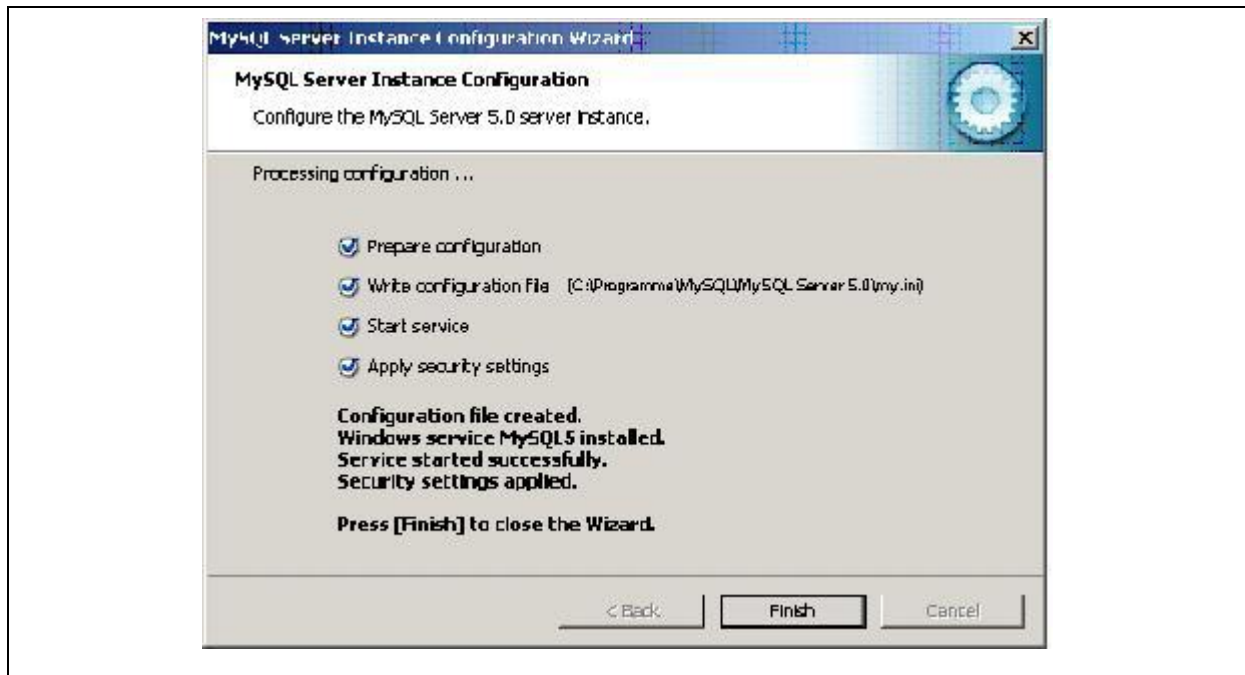 MySQL Server Instance Configuration Wizard
MySQL Server Instance Configuration
Configure the MySQL Server 5.0 server instance.
Processing configuration ...
Prepare configuration
Write configuration file (C:\Programme\MySQL\MySQL Server 5.0\my.ini)
Start service
Apply security settings
Configuration file created.
Windows service MySQL5 installed.
Service started successfully.
Security settings applied.
Press [Finish] to close the Wizard.
< Back Finish Cancel